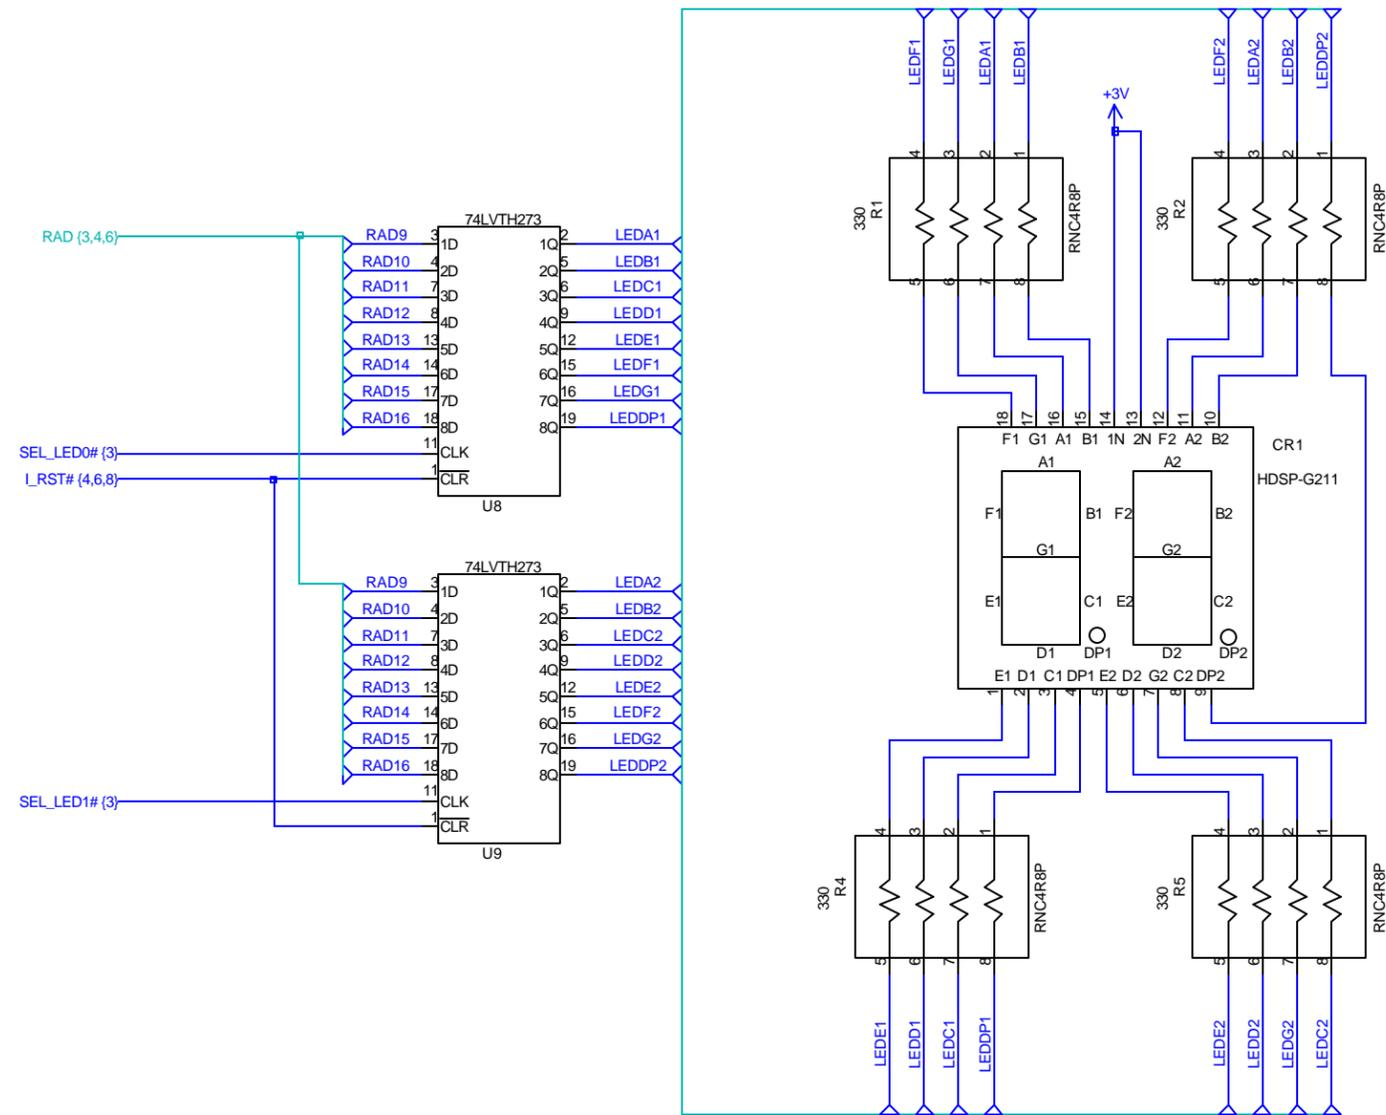 LEDF1 LEDG1 LEDA1 LEDB1 LEDF2 LEDA2 LEDB2 LEDDP2
+3V
4 3 2 1 4 3 2 1
330 R1 RNC4R8P 330 R2 RNC4R8P
5 6 7 8 5 6 7 8
74LVTH273
RAD {3,4,6}
RAD9 3 1D 1Q 2 LEDA1
RAD10 4 2D 2Q 5 LEDB1
RAD11 7 3D 3Q 6 LEDC1
RAD12 8 4D 4Q 9 LEDD1
RAD13 13 5D 5Q 12 LEDE1
RAD14 14 6D 6Q 15 LEDF1
RAD15 17 7D 7Q 16 LEDG1
RAD16 18 8D 8Q 19 LEDDP1
SEL_LED0# {3} 11 CLK
I_RST# {4,6,8} 1 CLR
U8
18 17 16 15 14 13 12 11 10
F1 G1 A1 B1 1N 2N F2 A2 B2
CR1
HDSP-G211
A1 A2
F1 B1 F2 B2
G1 G2
E1 C1 E2 C2
D1 DP1 D2 DP2
E1 D1 C1 DP1 E2 D2 G2 C2 DP2
1 2 3 4 5 6 7 8 9
74LVTH273
RAD9 3 1D 1Q 2 LEDA2
RAD10 4 2D 2Q 5 LEDB2
RAD11 7 3D 3Q 6 LEDC2
RAD12 8 4D 4Q 9 LEDD2
RAD13 13 5D 5Q 12 LEDE2
RAD14 14 6D 6Q 15 LEDF2
RAD15 17 7D 7Q 16 LEDG2
RAD16 18 8D 8Q 19 LEDDP2
SEL_LED1# {3} 11 CLK
1 CLR
U9
4 3 2 1 4 3 2 1
330 R4 RNC4R8P 330 R5 RNC4R8P
5 6 7 8 5 6 7 8
LEDE1 LEDD1 LEDC1 LEDDP1 LEDE2 LEDD2 LEDG2 LEDC2